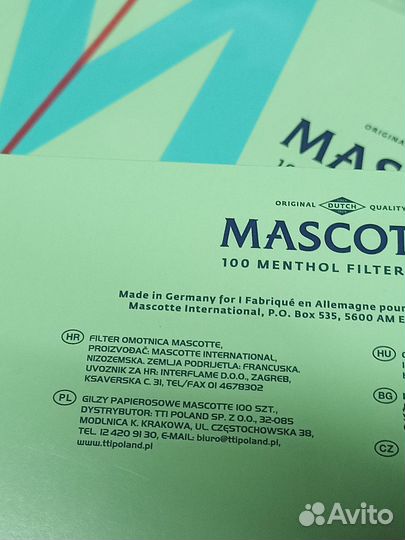 ORIGINAL
MAS
10
ORIGINAL DUTCH QUALITY
MASCOTT
100 MENTHOL FILTER
Made in Germany for I Fabriqué en Allemagne pour
Mascotte International, P.O. Box 535, 5600 AM E
HR FILTER OMOTNICA MASCOTTE,
PROIZVOĐAČ: MASCOTTE INTERNATIONAL,
NIZOZEMSKA. ZEMLJA PODRIJETLA: FRANCUSKA.
UVOZNIK ZA HR: INTERFLAME D.O.O., ZAGREB,
KSAVERSKA C. 31, TEL/FAX 01 4678302
PL GILZY PAPIEROSOWE MASCOTTE 100 SZT.,
DYSTRYBUTOR: TTI POLAND SP. Z O.O., 32-085
MODLNICA K. KRAKOWA, UL. CZĘSTOCHOWSKA 38,
TEL. 12 420 91 30, E-MAIL: biuro@ttipoland.pl,
www.ttipoland.pl
HU
BG
CZ
Avito